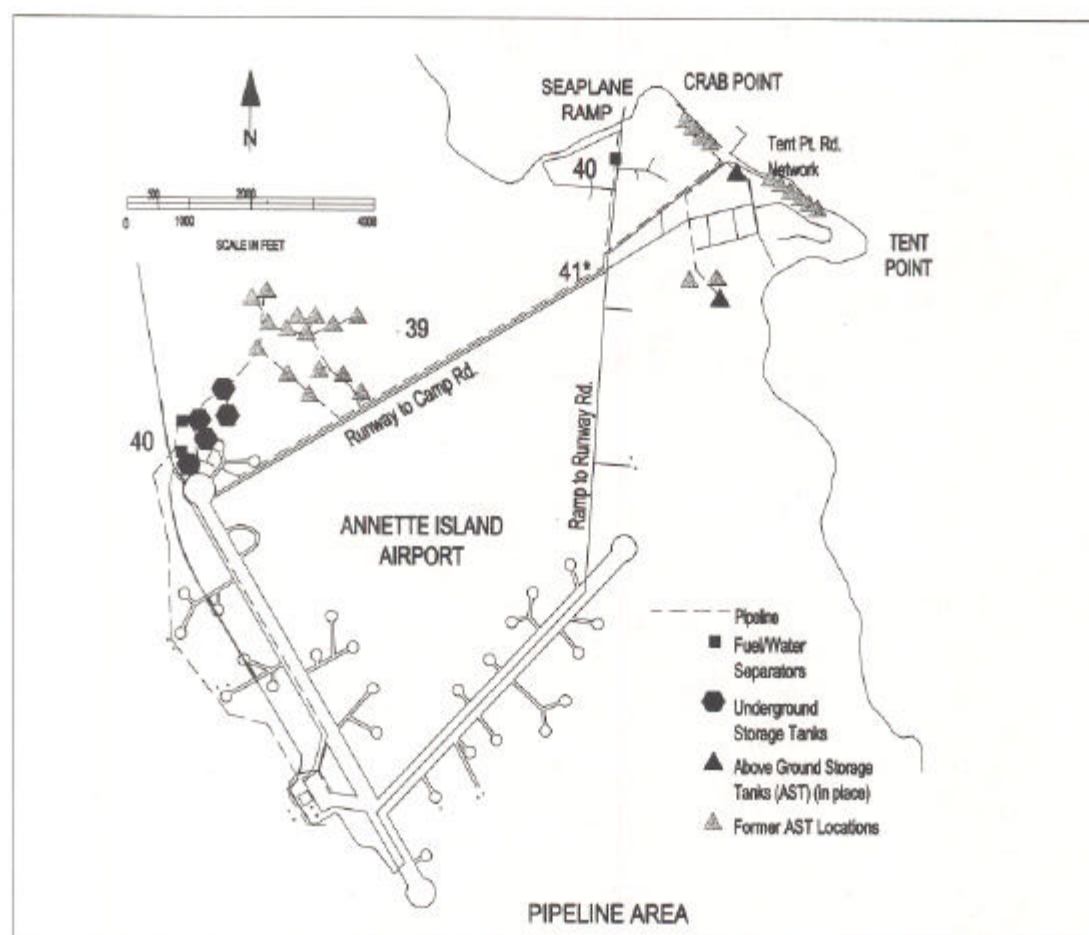 CRAB POINT
SEAPLANE
RAMP
N
Tent Pt. Rd.
Network
40
500
2000
0
1000
4000
SCALE IN FEET
TENT
POINT
41*
39
Runway to Camp Rd.
40
Ramp to Runway Rd.
ANNETTE ISLAND
AIRPORT
Pipeline
Fuel/Water
Separators
Underground
Storage Tanks
Above Ground Storage
Tanks (AST) (in place)
Former AST Locations
PIPELINE AREA